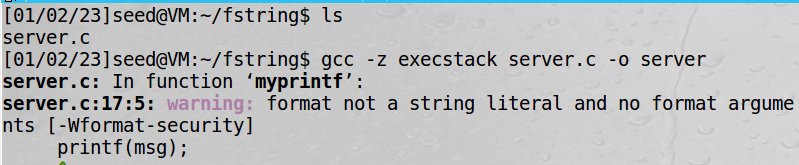 [01/02/23]seed@VM:~/fstring$ ls
server.c
[01/02/23]seed@VM:~/fstring$ gcc -z execstack server.c -o server
server.c: In function ‘myprintf’:
server.c:17:5: warning: format not a string literal and no format argume
nts [-Wformat-security]
     printf(msg);